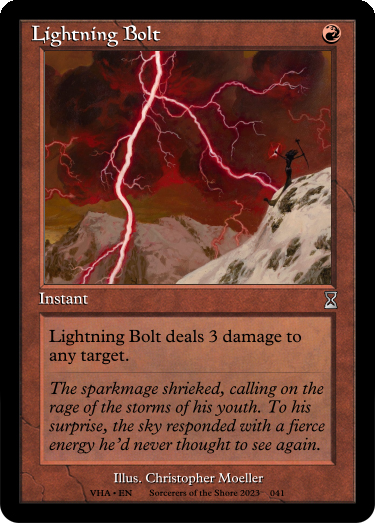 Lightning Bolt
Instant
Lightning Bolt deals 3 damage to
any target.
The sparkmage shrieked, calling on the
rage of the storms of his youth. To his
surprise, the sky responded with a fierce
energy he’d never thought to see again.
Illus. Christopher Moeller
VHA • EN Sorcerers of the Shore 2023 041